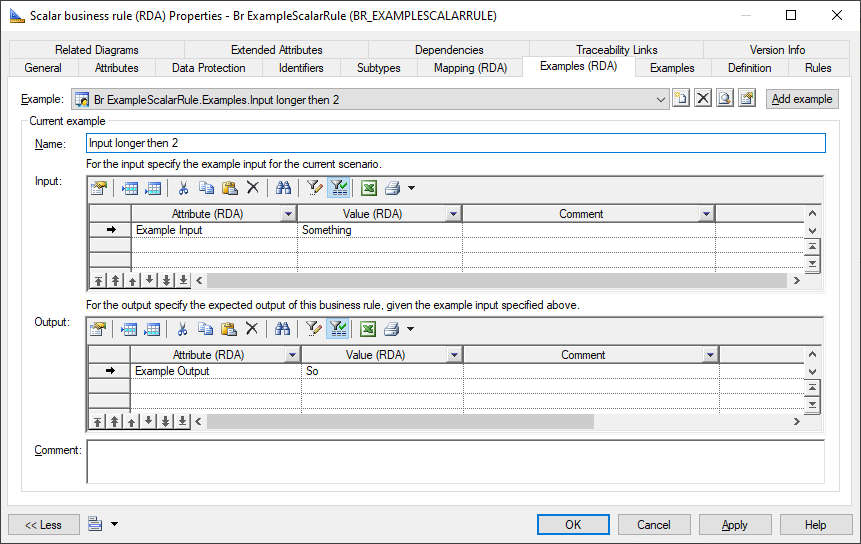 Scalar business rule (RDA) Properties - Br ExampleScalarRule (BR_EXAMPLESCALARRULE)
Related Diagrams Extended Attributes Dependencies Traceability Links Version Info
General Attributes Data Protection Identifiers Subtypes Mapping (RDA) Examples (RDA) Examples Definition Rules
Example: Br ExampleScalarRule.Examples.Input longer then 2 Add example
Current example
Name: Input longer then 2
For the input specify the example input for the current scenario.
Input:
Attribute (RDA) Value (RDA) Comment
Example Input Something
For the output specify the expected output of this business rule, given the example input specified above.
Output:
Attribute (RDA) Value (RDA) Comment
Example Output So
Comment:
<< Less OK Cancel Apply Help